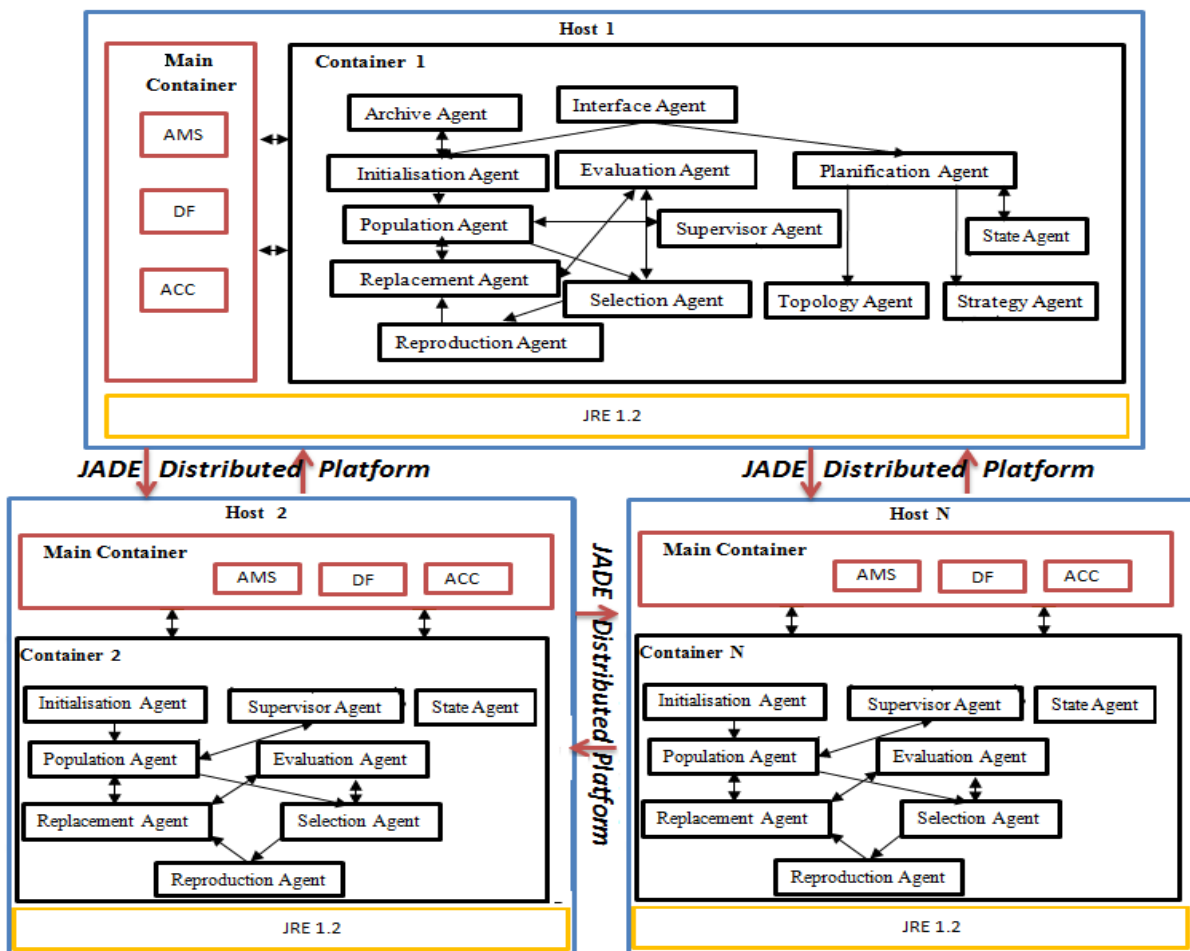 Host 1
Main
Container
AMS
DF
ACC
Container 1
Archive Agent
Interface Agent
Initialisation Agent
Evaluation Agent
Planification Agent
Population Agent
Supervisor Agent
State Agent
Replacement Agent
Selection Agent
Topology Agent
Strategy Agent
Reproduction Agent
JRE 1.2
JADE Distributed Platform
JADE Distributed Platform
Host 2
Main Container
AMS
DF
ACC
Container 2
Initialisation Agent
Supervisor Agent
State Agent
Population Agent
Evaluation Agent
Replacement Agent
Selection Agent
Reproduction Agent
JRE 1.2
JADE Distributed Platform
Host N
Main Container
AMS
DF
ACC
Container N
Initialisation Agent
Supervisor Agent
State Agent
Population Agent
Evaluation Agent
Replacement Agent
Selection Agent
Reproduction Agent
JRE 1.2